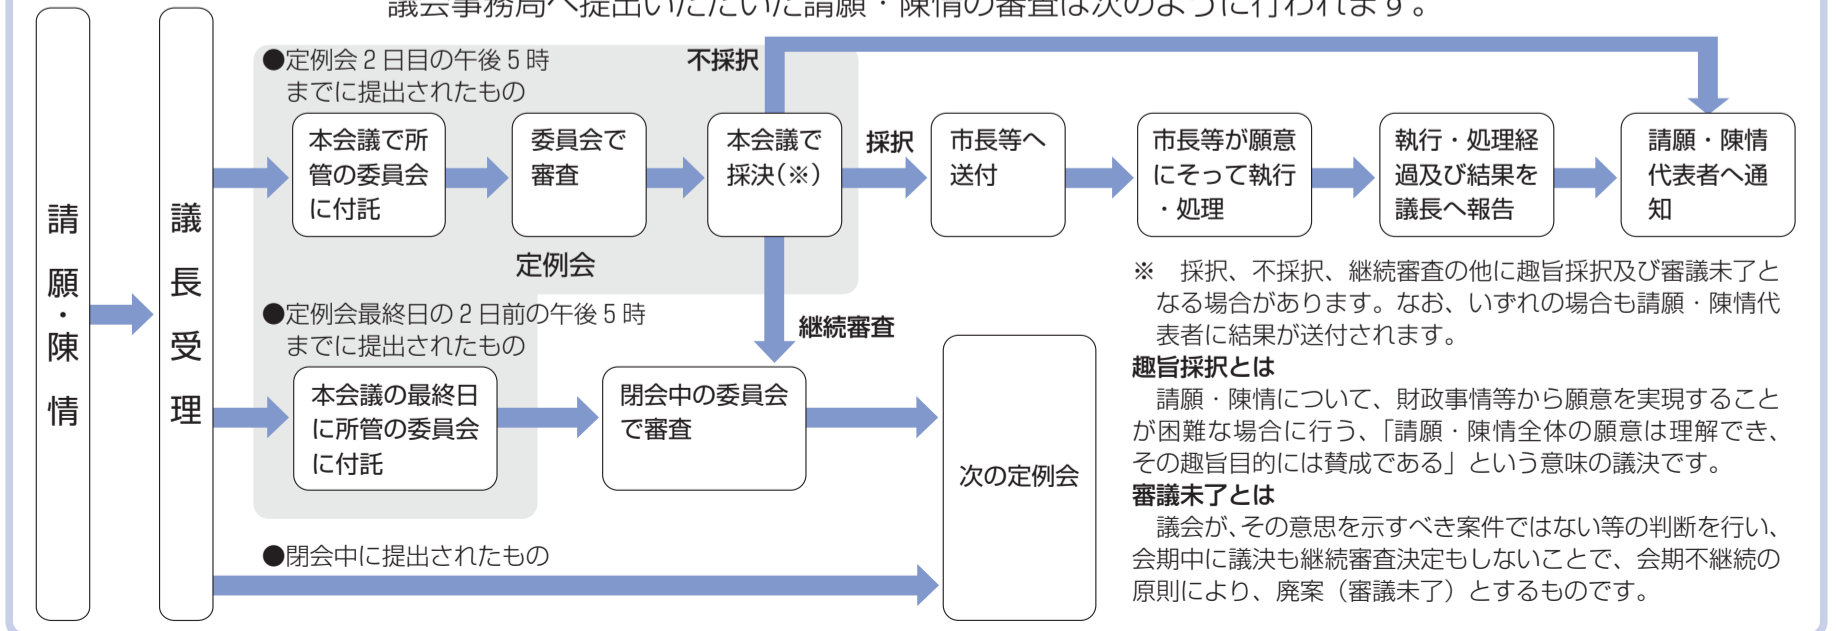 議会事務局へ提出いただいた請願・陳情の審査は次のように行われます。
請願・陳情
議長受理
●定例会2日目の午後5時
までに提出されたもの
本会議で所
管の委員会
に付託
委員会で
審査
本会議で
採決(※)
不採択
採択
市長等へ
送付
市長等が願意
にそって執行
・処理
執行・処理経
過及び結果を
議長へ報告
請願・陳情
代表者へ通
知
定例会
●定例会最終日の2日前の午後5時
までに提出されたもの
本会議の最終日
に所管の委員会
に付託
継続審査
閉会中の委員会
で審査
次の定例会
●閉会中に提出されたもの
※　採択、不採択、継続審査の他に趣旨採択及び審議未了と
なる場合があります。なお、いずれの場合も請願・陳情代
表者に結果が送付されます。
趣旨採択とは
請願・陳情について、財政事情等から願意を実現すること
が困難な場合に行う、「請願・陳情全体の願意は理解でき、
その趣旨目的には賛成である」という意味の議決です。
審議未了とは
議会が、その意思を示すべき案件ではない等の判断を行い、
会期中に議決も継続審査決定もしないことで、会期不継続の
原則により、廃案（審議未了）とするものです。